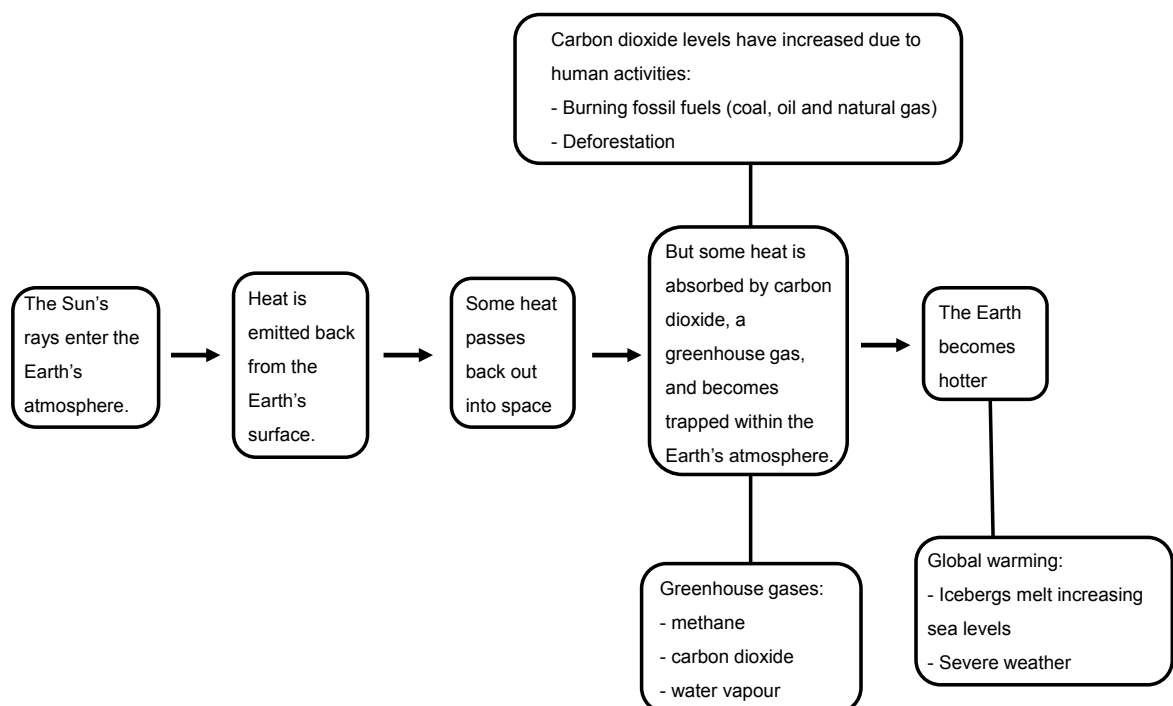 Carbon dioxide levels have increased due to
human activities:
- Burning fossil fuels (coal, oil and natural gas)
- Deforestation
The Sun’s
rays enter the
Earth’s
atmosphere.
Heat is
emitted back
from the
Earth’s
surface.
Some heat
passes
back out
into space
But some heat is
absorbed by carbon
dioxide, a
greenhouse gas,
and becomes
trapped within the
Earth’s atmosphere.
The Earth
becomes
hotter
Greenhouse gases:
- methane
- carbon dioxide
- water vapour
Global warming:
- Icebergs melt increasing
sea levels
- Severe weather